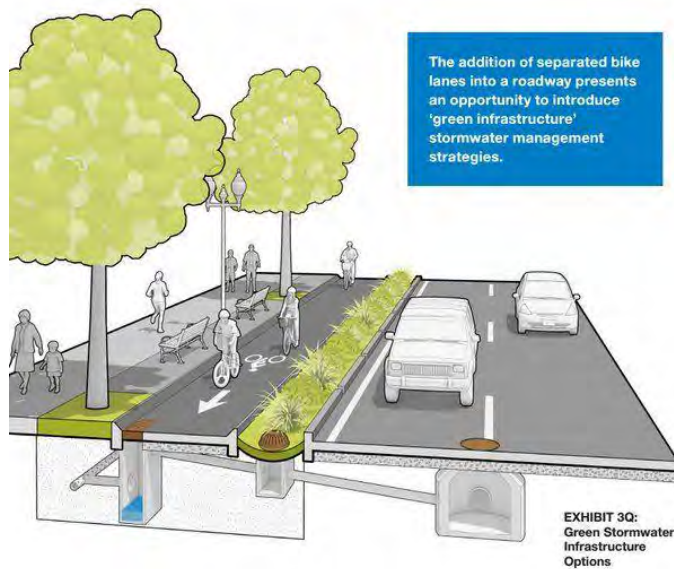 The addition of separated bike
lanes into a roadway presents
an opportunity to introduce
‘green infrastructure’
stormwater management
strategies.
EXHIBIT 3Q:
Green Stormwater
Infrastructure
Options